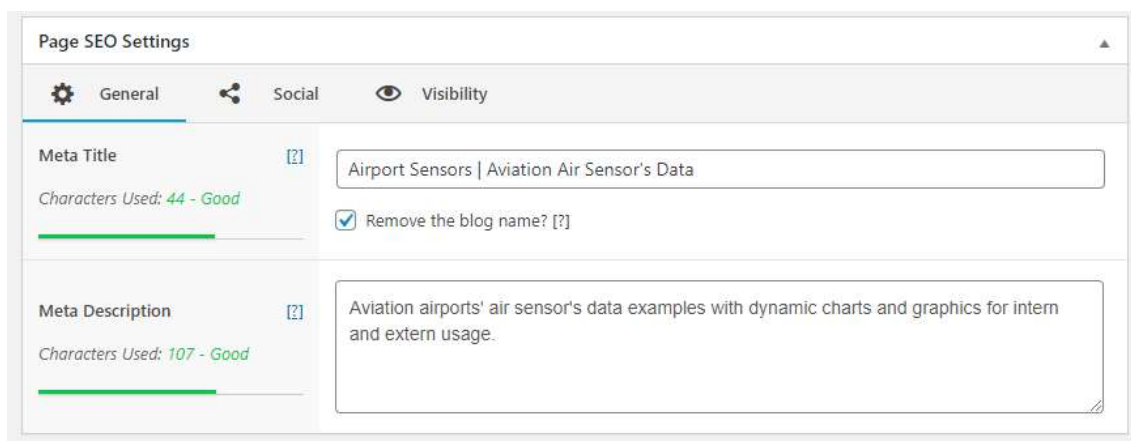 Page SEO Settings
General Social Visibility
Meta Title [?]
Airport Sensors | Aviation Air Sensor's Data
Characters Used: 44 - Good
Remove the blog name? [?]
Meta Description [?]
Aviation airports' air sensor's data examples with dynamic charts and graphics for intern
and extern usage.
Characters Used: 107 - Good